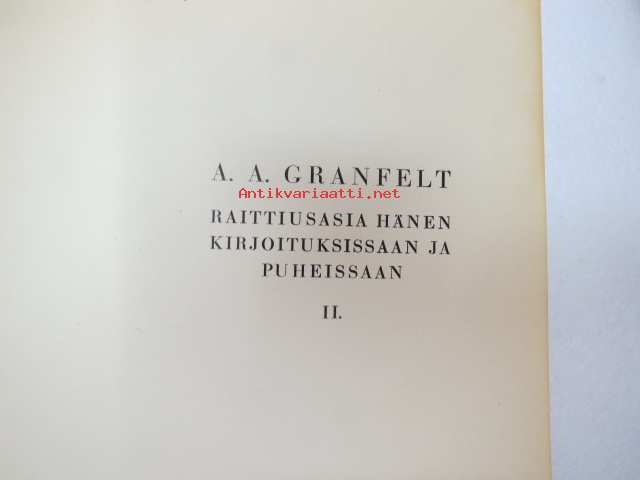 A. A. GRANFELT
Antikvariaatti.net
RAITTIUSASIA HÄNEN
KIRJOITUKSISSAAN JA
PUHEISSAAN
II.